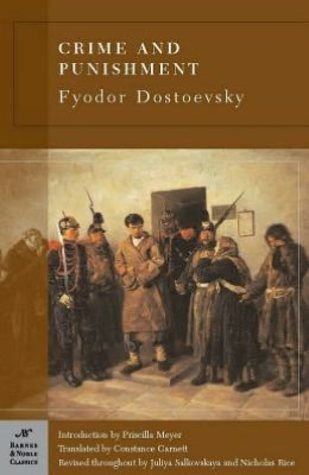 CRIME AND
PUNISHMENT
Fyodor Dostoevsky
Introduction by Priscilla Meyer
Translated by Constance Garnett
Revised throughout by Juliya Salkovskaya and Nicholas Rice
BARNES
& NOBLE
CLASSICS